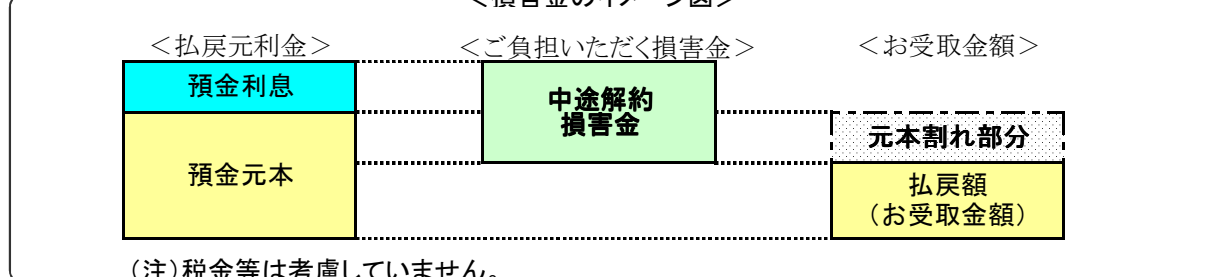 <損害金のイメージ図>
<払戻元利金>
<ご負担いただく損害金>
<お受取金額>
預金利息
中途解約
損害金
元本割れ部分
預金元本
払戻額
（お受取金額）
（注）税金等は考慮していません。